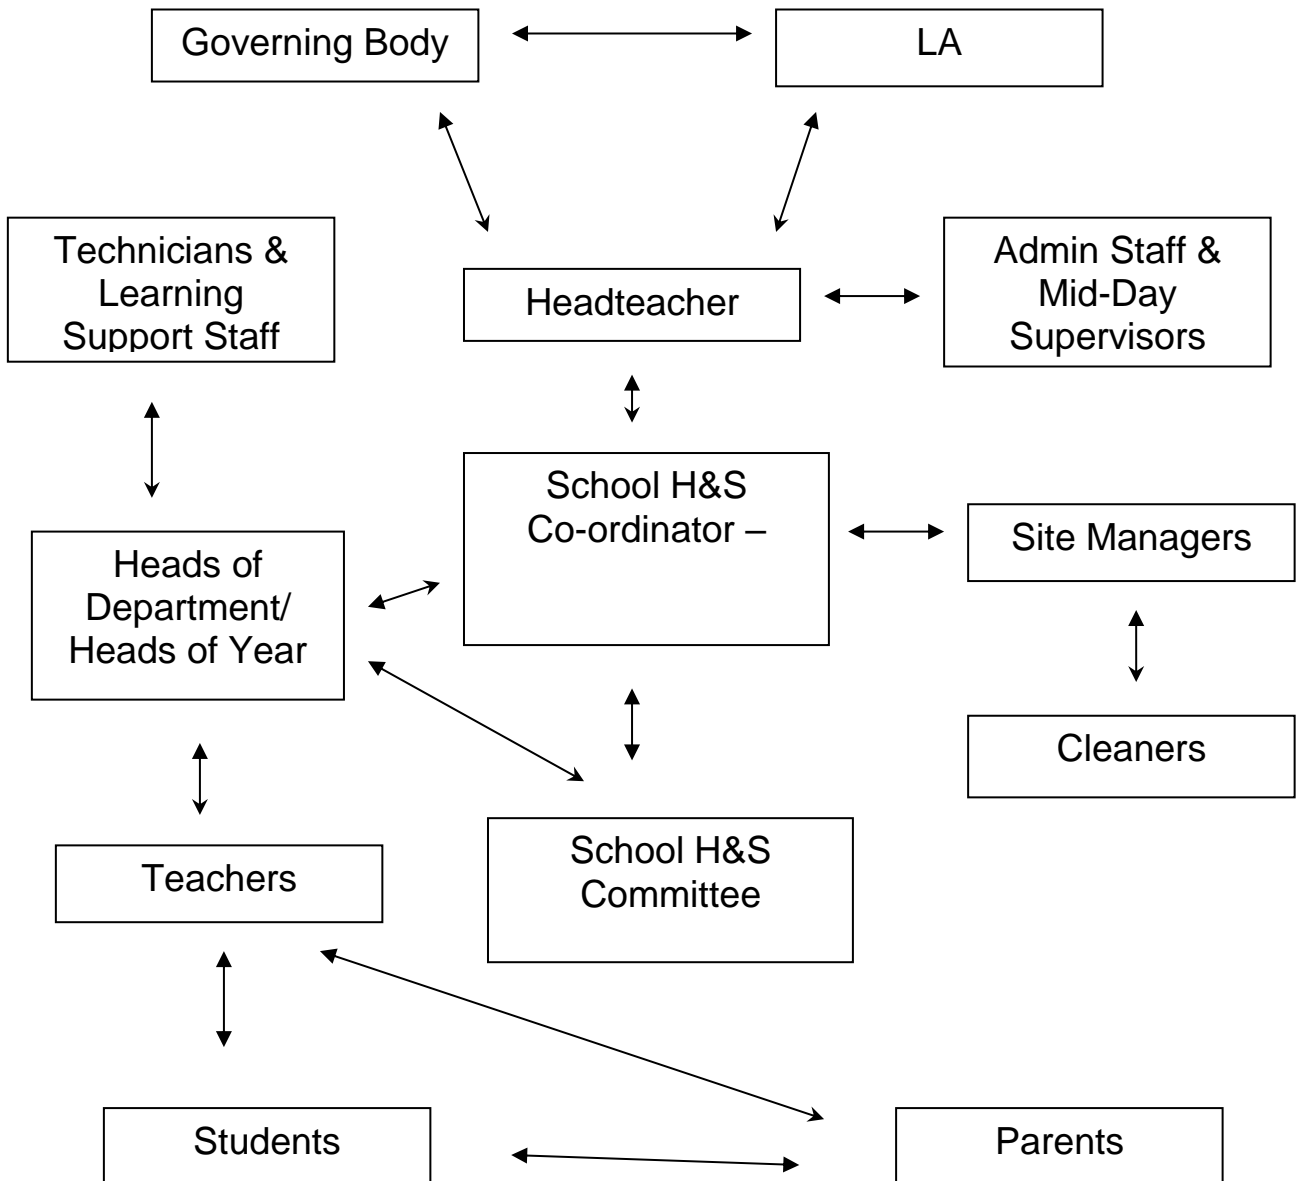 Governing Body
LA
Technicians &
Learning
Support Staff
Headteacher
Admin Staff &
Mid-Day
Supervisors
School H&S
Co-ordinator –
Heads of
Department/
Heads of Year
Site Managers
Cleaners
Teachers
School H&S
Committee
Students
Parents